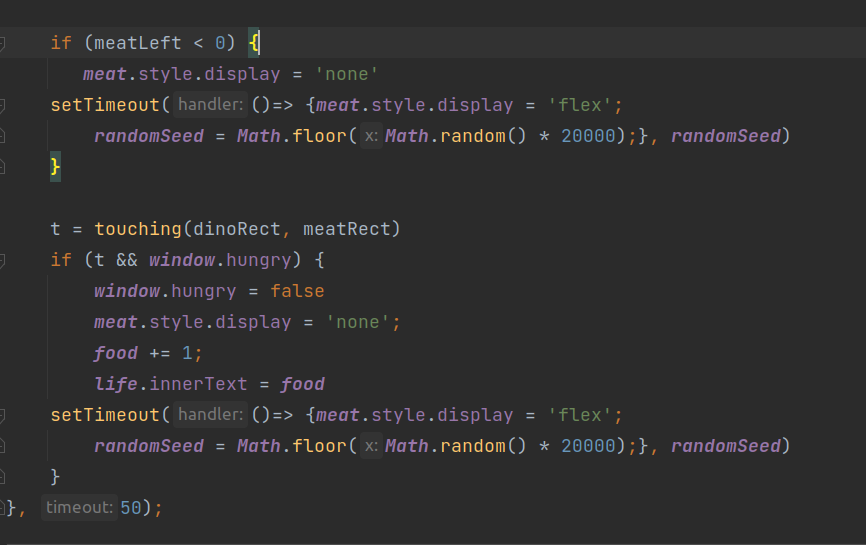 if (meatLeft < 0) {
meat.style.display = 'none'
setTimeout( handler: ()=> {meat.style.display = 'flex';
randomSeed = Math.floor( x: Math.random() * 20000);}, randomSeed)
}
t = touching(dinoRect, meatRect)
if (t && window.hungry) {
window.hungry = false
meat.style.display = 'none';
food += 1;
life.innerText = food
setTimeout( handler: ()=> {meat.style.display = 'flex';
randomSeed = Math.floor( x: Math.random() * 20000);}, randomSeed)
}
}, timeout: 50);